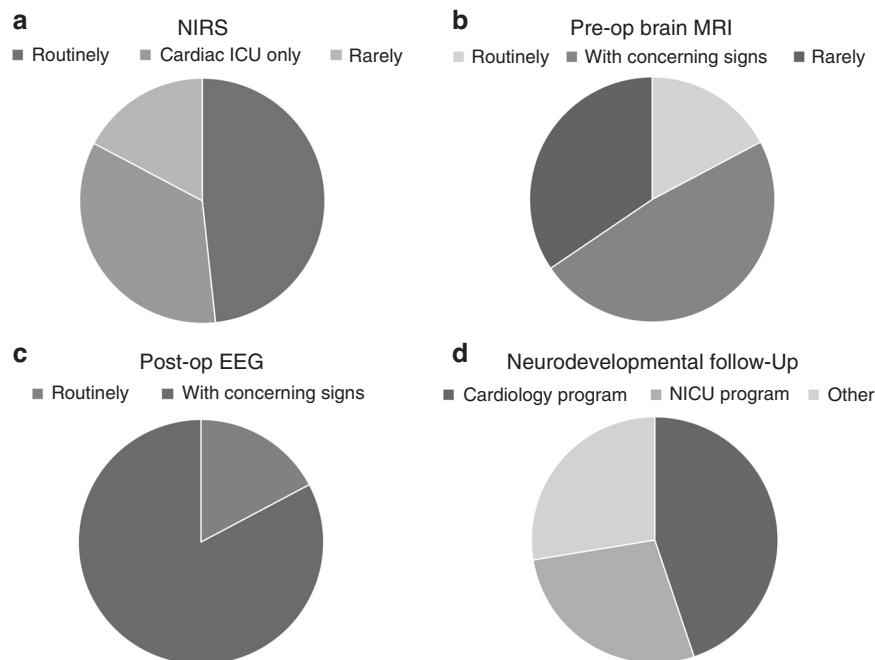 a
NIRS
Routinely Cardiac ICU only Rarely
b
Pre-op brain MRI
Routinely With concerning signs Rarely
c
Post-op EEG
Routinely With concerning signs
d
Neurodevelopmental follow-Up
Cardiology program NICU program Other